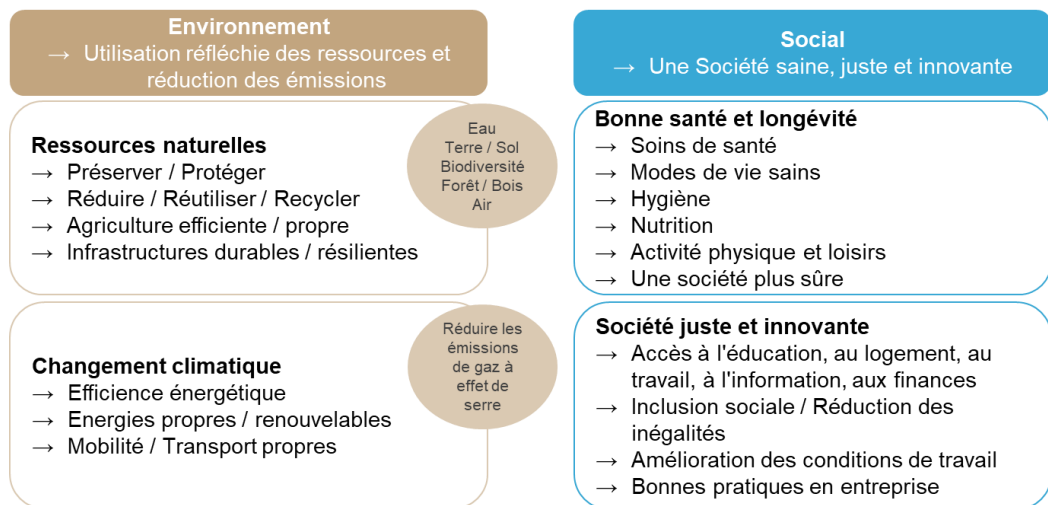 Environnement
→ Utilisation réfléchie des ressources et
réduction des émissions
Ressources naturelles
→ Préserver / Protéger
→ Réduire / Réutiliser / Recycler
→ Agriculture efficiente / propre
→ Infrastructures durables / résilientes
Eau
Terre / Sol
Biodiversité
Forêt / Bois
Air
Changement climatique
→ Efficience énergétique
→ Energies propres / renouvelables
→ Mobilité / Transport propres
Réduire les
émissions
de gaz à
effet de
serre
Social
→ Une Société saine, juste et innovante
Bonne santé et longévité
→ Soins de santé
→ Modes de vie sains
→ Hygiène
→ Nutrition
→ Activité physique et loisirs
→ Une société plus sûre
Société juste et innovante
→ Accès à l'éducation, au logement, au
travail, à l'information, aux finances
→ Inclusion sociale / Réduction des
inégalités
→ Amélioration des conditions de travail
→ Bonnes pratiques en entreprise